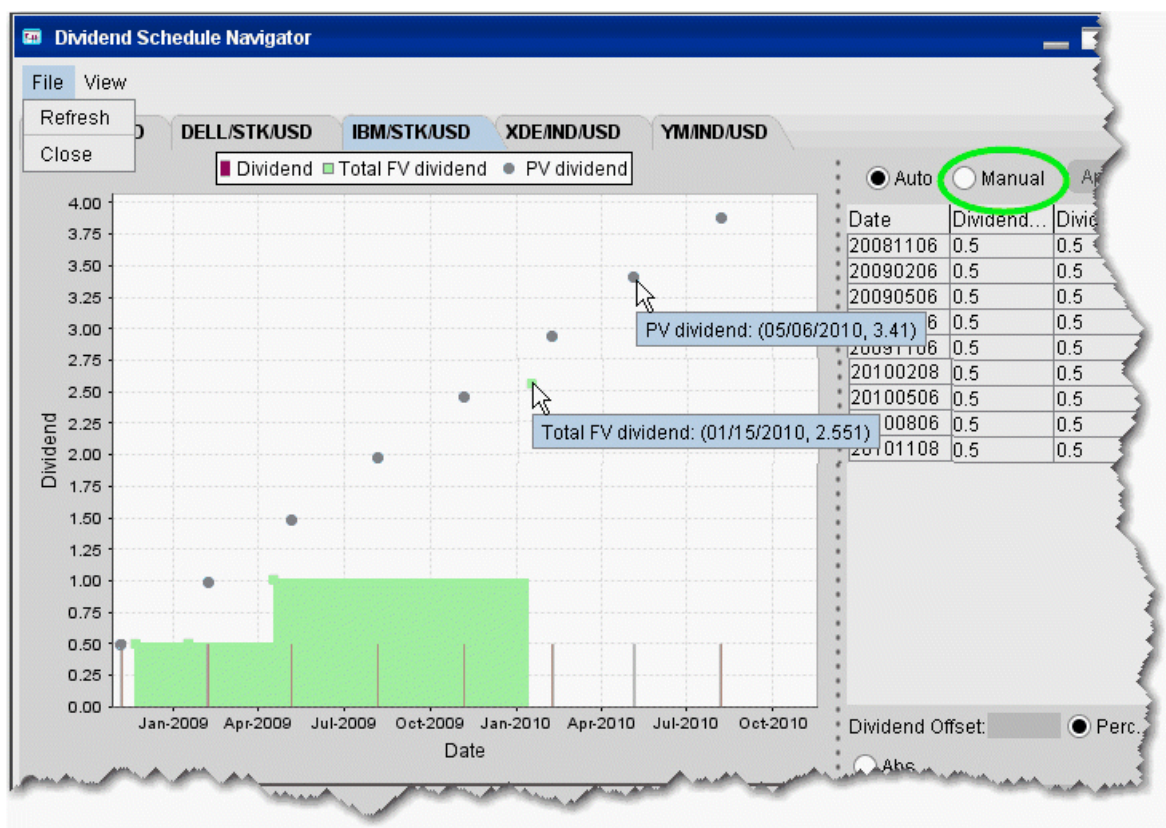 Dividend Schedule Navigator
File View
Refresh
Close
DELL/STK/USD IBM/STK/USD XDE/IND/USD YM/IND/USD
Dividend Total FV dividend PV dividend
Auto Manual
4.00
3.75
3.50
3.25
3.00
2.75
2.50
2.25
2.00
1.75
1.50
1.25
1.00
0.75
0.50
0.25
0.00
Dividend
PV dividend: (05/06/2010, 3.41)
Total FV dividend: (01/15/2010, 2.551)
Jan-2009 Apr-2009 Jul-2009 Oct-2009 Jan-2010 Apr-2010 Jul-2010 Oct-2010
Date
Date Dividend...
20081106 0.5 0.5
20090206 0.5 0.5
20090506 0.5 0.5
6 0.5 0.5
20091106 0.5 0.5
20100208 0.5 0.5
20100506 0.5 0.5
00806 0.5 0.5
20101108 0.5 0.5
Dividend Offset: Perc.
Abs